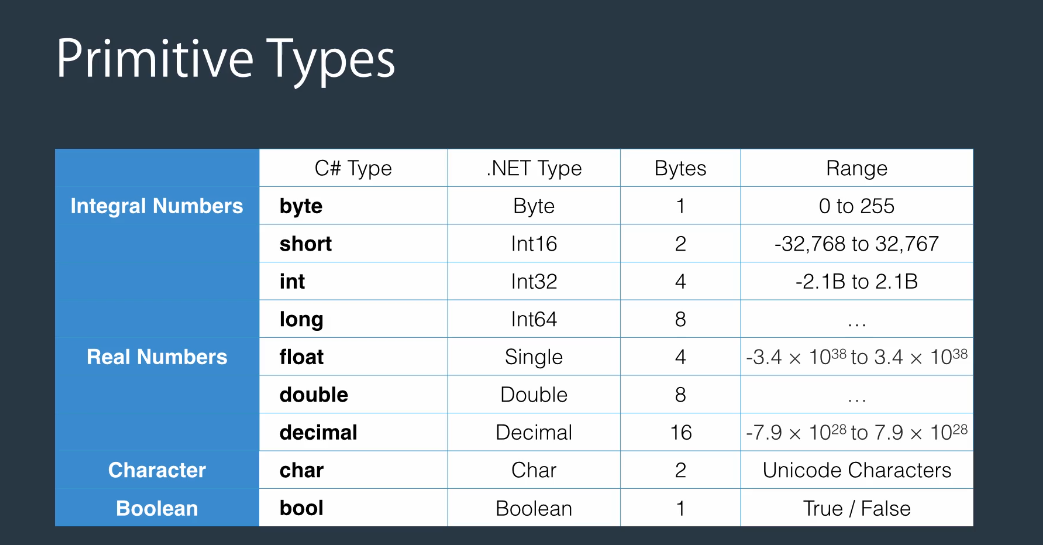 Primitive Types
C# Type .NET Type Bytes Range
Integral Numbers byte Byte 1 0 to 255
short Int16 2 -32,768 to 32,767
int Int32 4 -2.1B to 2.1B
long Int64 8 …
Real Numbers float Single 4 -3.4 × 10³⁸ to 3.4 × 10³⁸
double Double 8 …
decimal Decimal 16 -7.9 × 10²⁸ to 7.9 × 10²⁸
Character char Char 2 Unicode Characters
Boolean bool Boolean 1 True / False